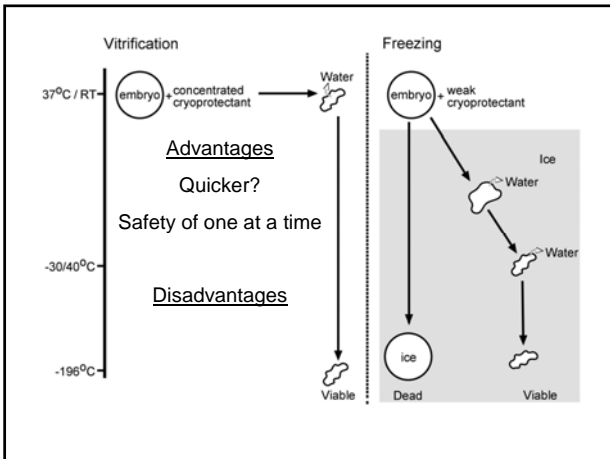 Vitrification
Freezing
37°C / RT
embryo + concentrated cryoprotectant
Water
embryo + weak cryoprotectant
Advantages
Quicker?
Safety of one at a time
Ice
Water
Water
-30/40°C
Disadvantages
-196°C
ice
Viable
Dead
Viable